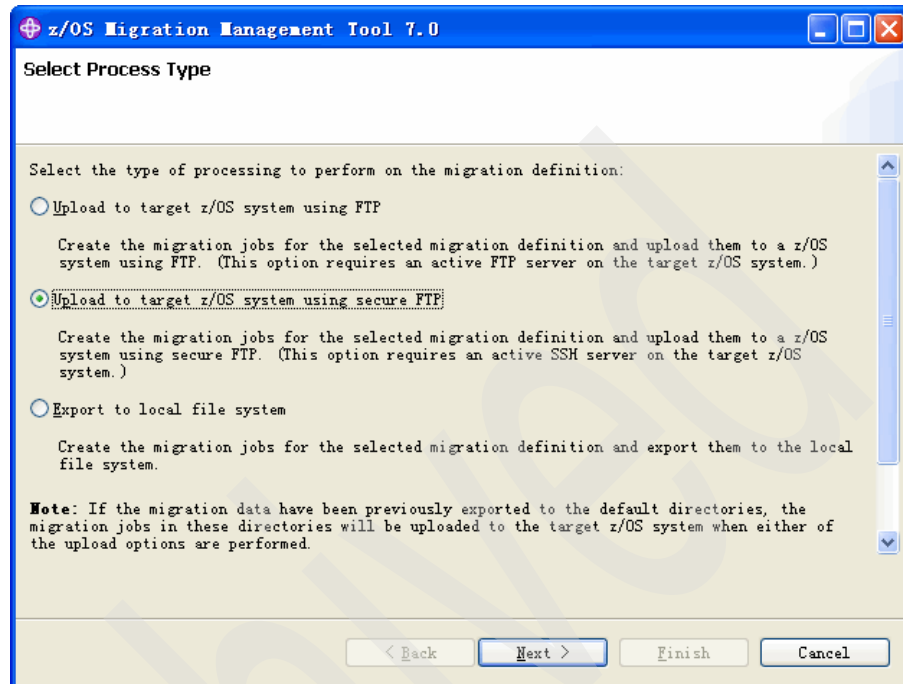 z/OS Migration Management Tool 7.0
Select Process Type
Select the type of processing to perform on the migration definition:
Upload to target z/OS system using FTP
Create the migration jobs for the selected migration definition and upload them to a z/OS
system using FTP. (This option requires an active FTP server on the target z/OS system.)
Upload to target z/OS system using secure FTP
Create the migration jobs for the selected migration definition and upload them to a z/OS
system using secure FTP. (This option requires an active SSH server on the target z/OS
system.)
Export to local file system
Create the migration jobs for the selected migration definition and export them to the local
file system.
Note: If the migration data have been previously exported to the default directories, the
migration jobs in these directories will be uploaded to the target z/OS system when either of
the upload options are performed.
< Back Next > Finish Cancel